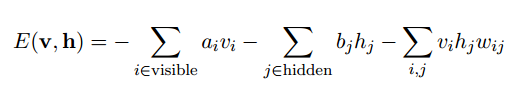 E(v, h) = − ∑_{i∈visible} a_i v_i − ∑_{j∈hidden} b_j h_j − ∑_{i,j} v_i h_j w_{ij}